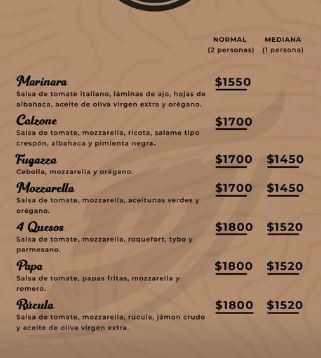 NORMAL MEDIANA
(2 personas) (1 persona)
Marinara $1550
Salsa de tomate italiano, láminas de ajo, hojas de
albahaca, aceite de oliva virgen extra y orégano.
Calzone $1700
Salsa de tomate, mozzarella, ricota, salame tipo
crespón, albahaca y pimienta negra.
Fugazza $1700 $1450
Cebolla, mozzarella y orégano.
Mozzarella $1700 $1450
Salsa de tomate, mozzarella, aceitunas verdes y
orégano.
4 Quesos $1800 $1520
Salsa de tomate, mozzarella, roquefort, tybo y
parmesano.
Papa $1800 $1520
Salsa de tomate, papas fritas, mozzarella y
romero.
Rúcula $1800 $1520
Salsa de tomate, mozzarella, rúcula, jámon crudo
y aceite de oliva virgen extra.